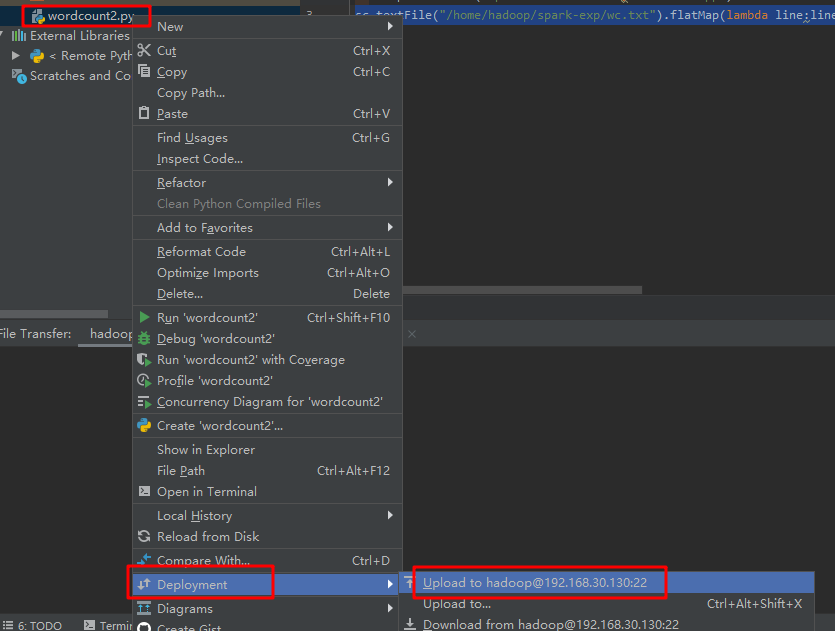 wordcount2.py
3
sc.textFile("/home/hadoop/spark-exp/wc.txt").flatMap(lambda line:line
External Libraries
< Remote Pyth
Scratches and Co
New
Cut Ctrl+X
Copy Ctrl+C
Copy Path...
Paste Ctrl+V
Find Usages Ctrl+G
Inspect Code...
Refactor
Clean Python Compiled Files
Add to Favorites
Reformat Code Ctrl+Alt+L
Optimize Imports Ctrl+Alt+O
Delete... Delete
Run 'wordcount2' Ctrl+Shift+F10
File Transfer: hadoop
Debug 'wordcount2'
Run 'wordcount2' with Coverage
Profile 'wordcount2'
Concurrency Diagram for 'wordcount2'
Create 'wordcount2'...
Show in Explorer
File Path Ctrl+Alt+F12
Open in Terminal
Local History
Reload from Disk
Compare With... Ctrl+D
Deployment
Upload to hadoop@192.168.30.130:22
Diagrams
Upload to... Ctrl+Alt+Shift+X
6: TODO
Termin
Create Gist
Download from hadoop@192.168.30.130:22